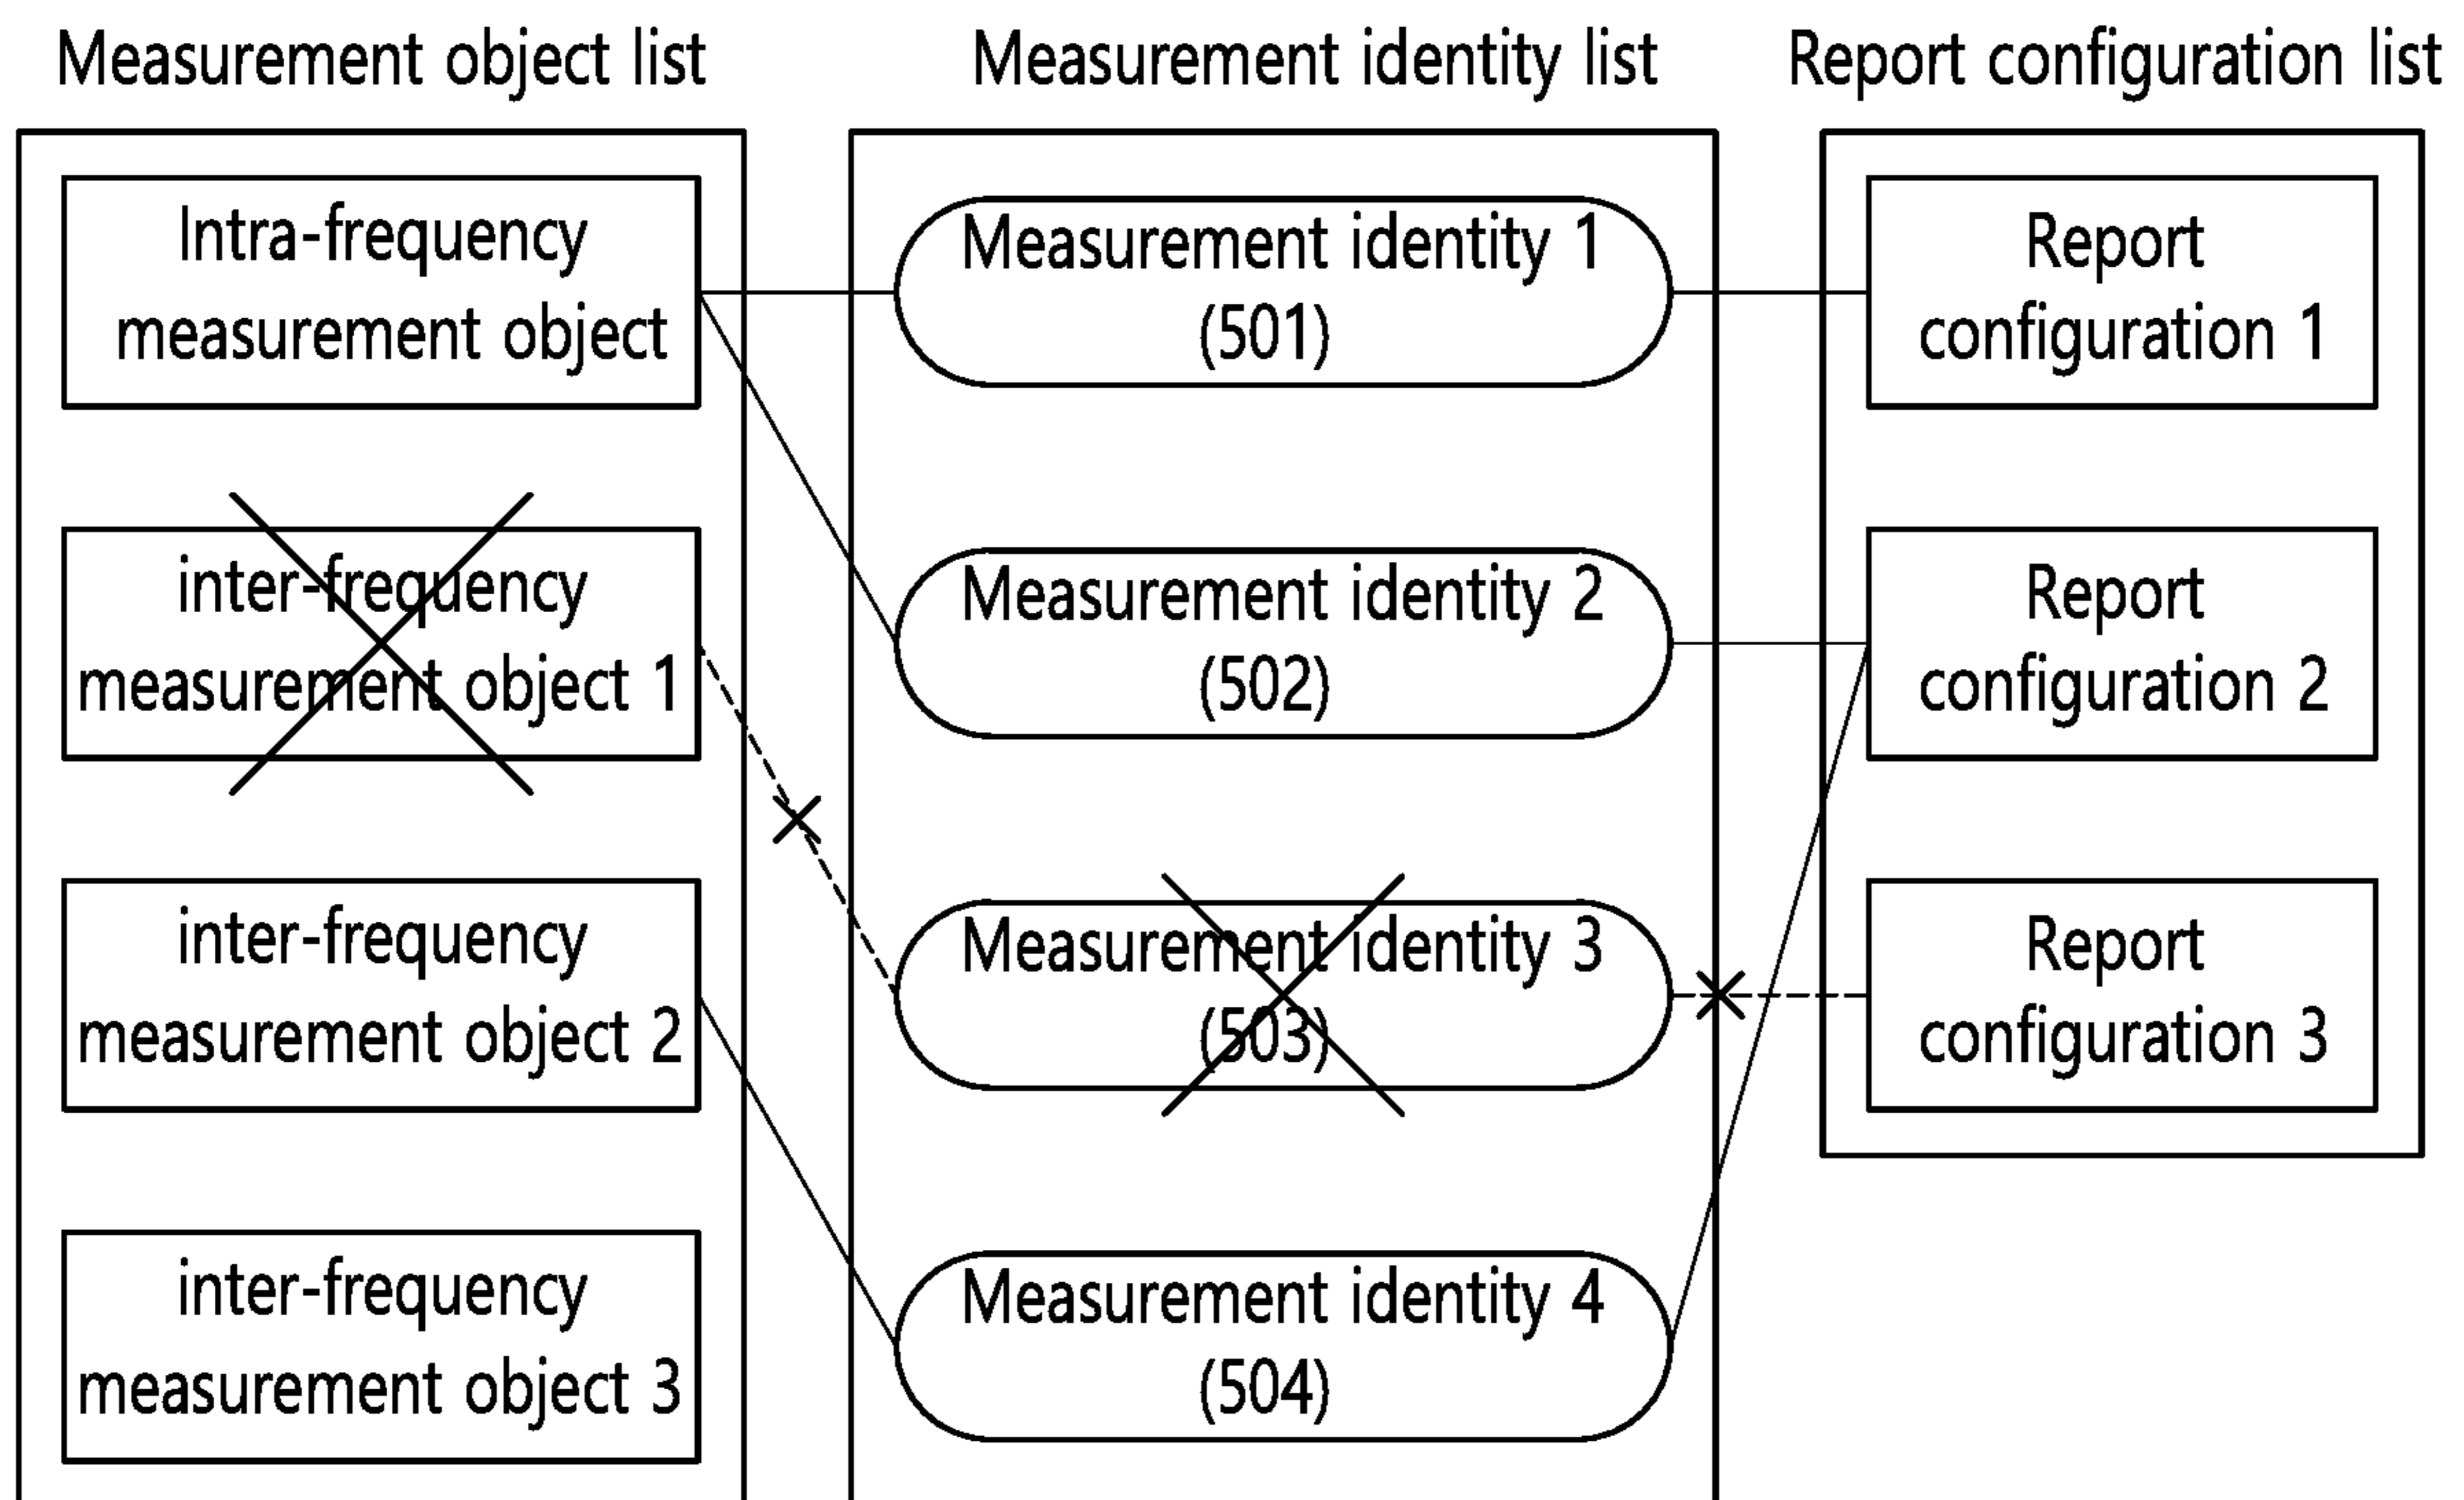 Measurement object list
Intra-frequency
measurement object
inter-frequency
measurement object 1
inter-frequency
measurement object 2
inter-frequency
measurement object 3
Measurement identity list
Measurement identity 1
(501)
Measurement identity 2
(502)
Measurement identity 3
(503)
Measurement identity 4
(504)
Report configuration list
Report
configuration 1
Report
configuration 2
Report
configuration 3